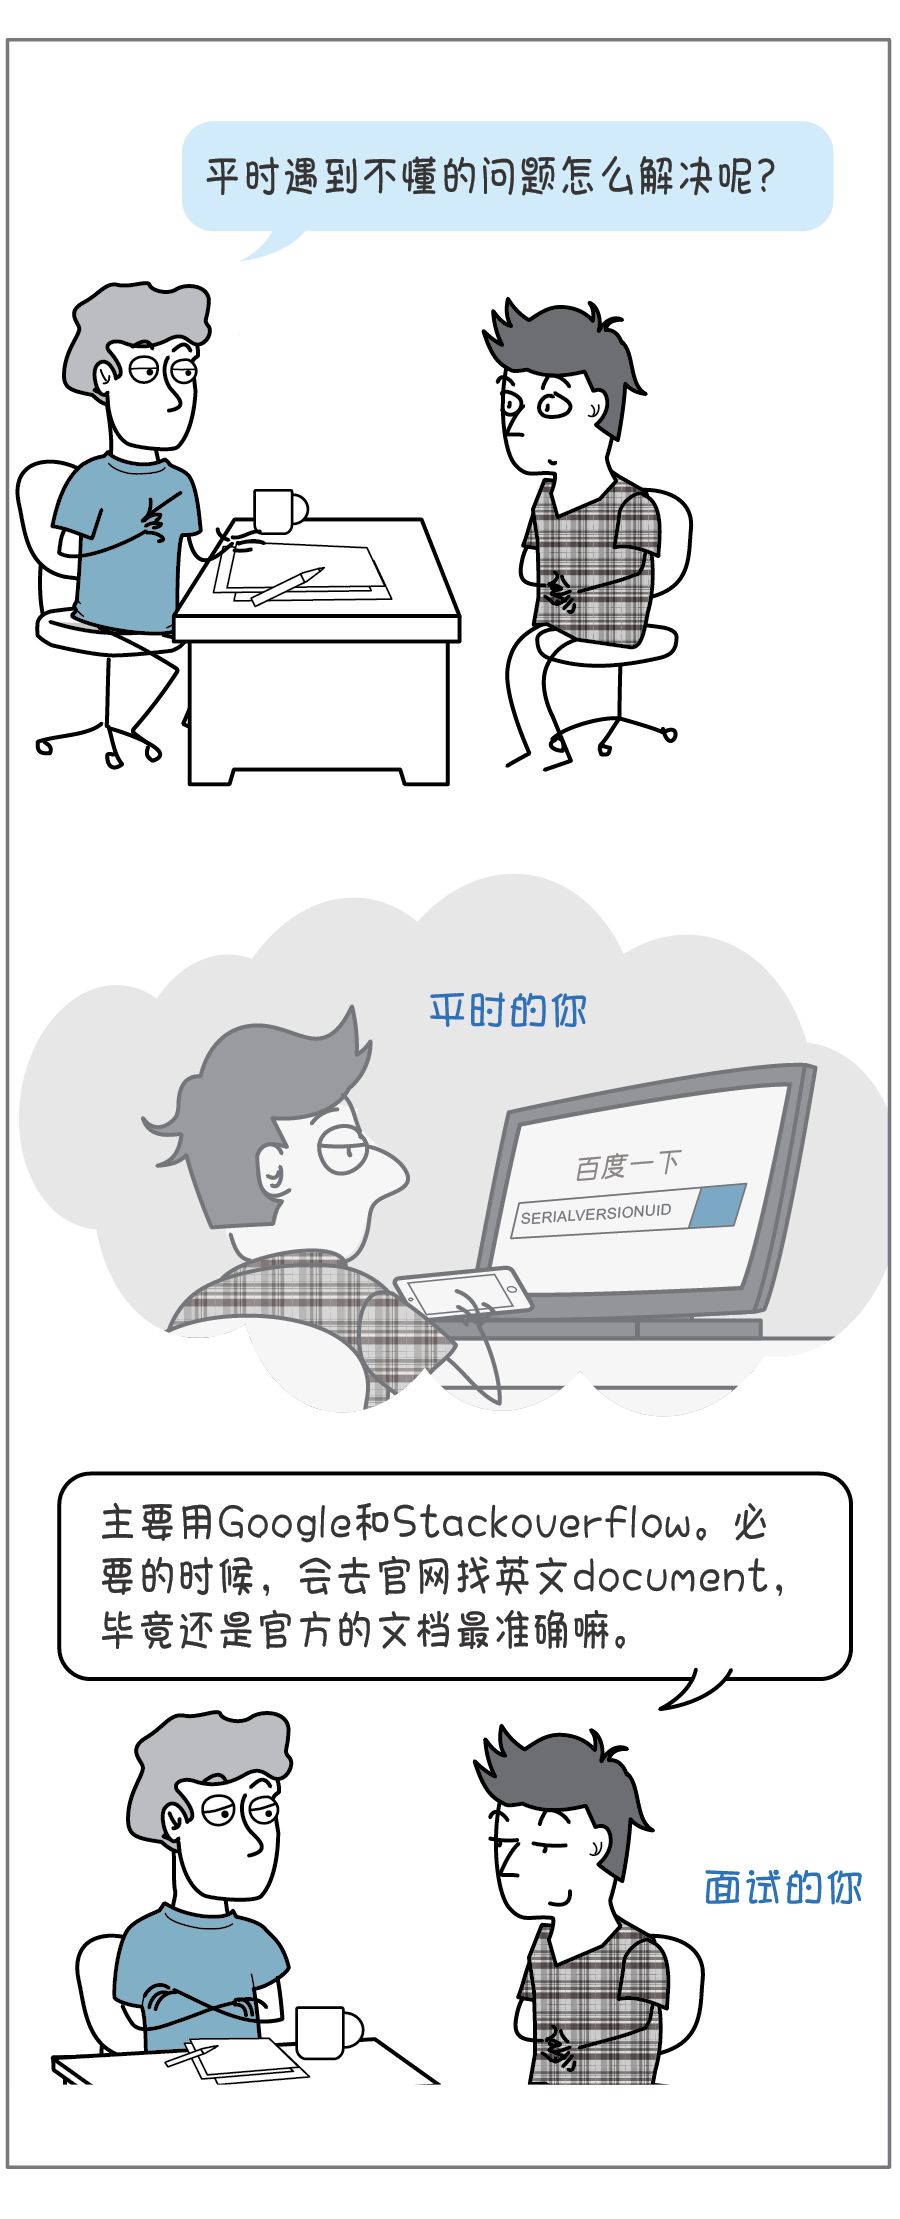 平时遇到不懂的问题怎么解决呢?
平时的你
百度一下
SERIALVERSIONUID
主要用Google和Stackoverflow。必
要的时候，会去官网找英文document，
毕竟还是官方的文档最准确嘛。
面试的你